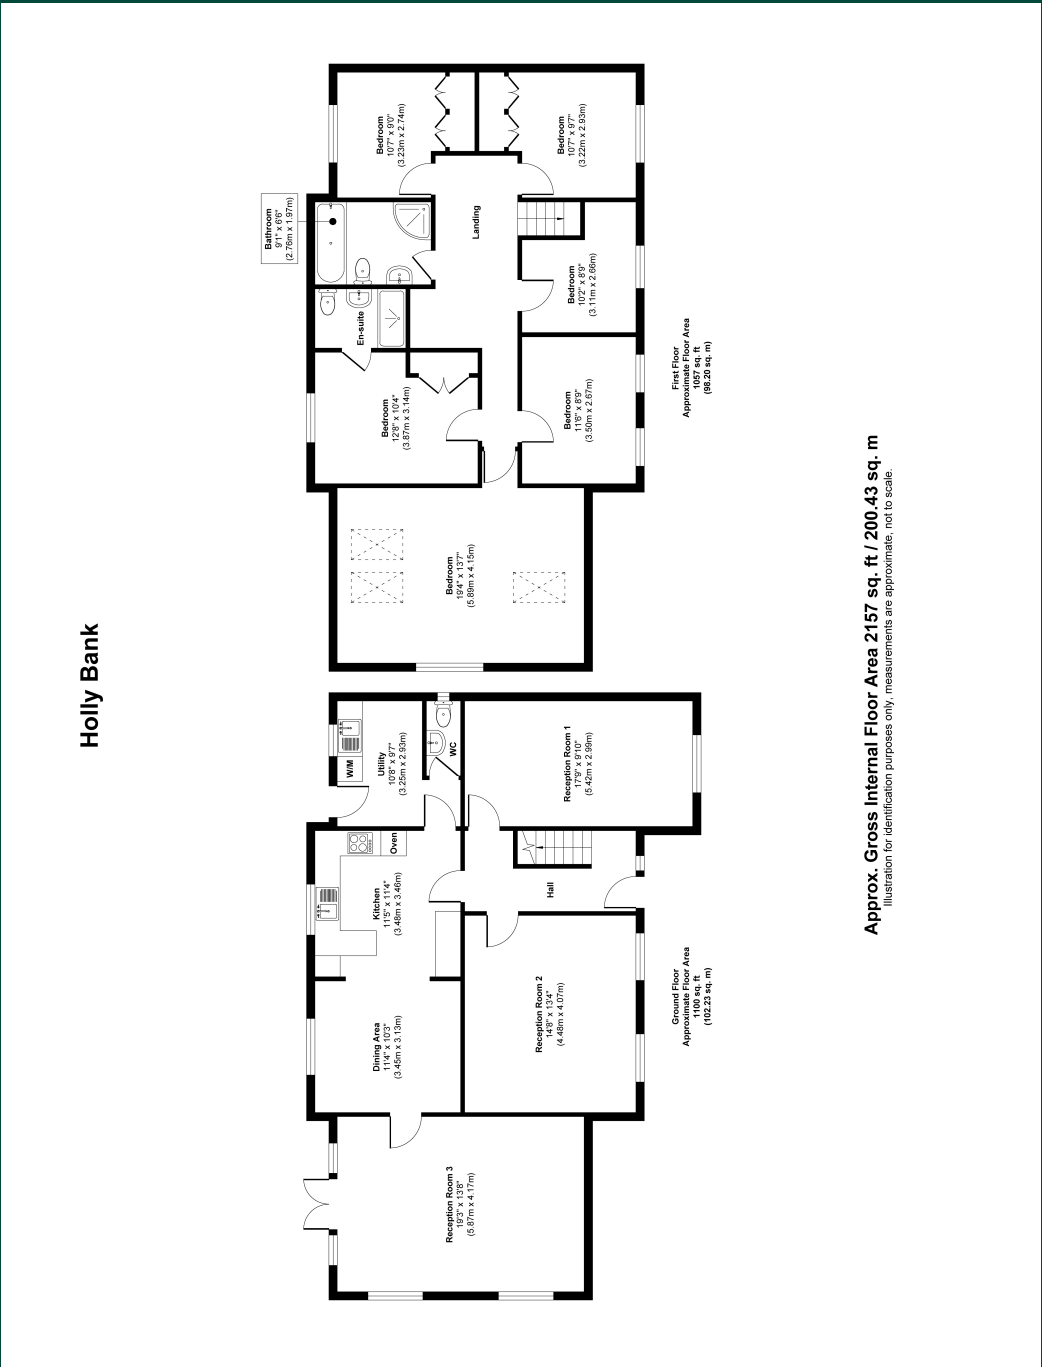 Holly Bank
Reception Room 3
19'3" x 13'8"
(5.87m x 4.17m)
Dining Area
11'4" x 10'3"
(3.45m x 3.13m)
Kitchen
11'5" x 11'4"
(3.48m x 3.46m)
Oven
W/M
Utility
10'8" x 9'7"
(3.25m x 2.93m)
WC
Reception Room 2
14'8" x 13'4"
(4.48m x 4.07m)
Hall
Reception Room 1
17'9" x 9'10"
(5.42m x 2.99m)
Ground Floor
Approximate Floor Area
1100 sq. ft
(102.23 sq. m)
Bedroom
19'4" x 13'7"
(5.89m x 4.15m)
Bedroom
12'8" x 10'4"
(3.87m x 3.14m)
En-suite
Bathroom
9'1" x 6'6"
(2.76m x 1.97m)
Bedroom
10'7" x 9'0"
(3.23m x 2.74m)
Landing
Bedroom
11'6" x 8'9"
(3.50m x 2.67m)
Bedroom
10'2" x 8'9"
(3.11m x 2.66m)
Bedroom
10'7" x 9'7"
(3.22m x 2.93m)
First Floor
Approximate Floor Area
1057 sq. ft
(98.20 sq. m)
Approx. Gross Internal Floor Area 2157 sq. ft / 200.43 sq. m
Illustration for identification purposes only, measurements are approximate, not to scale.